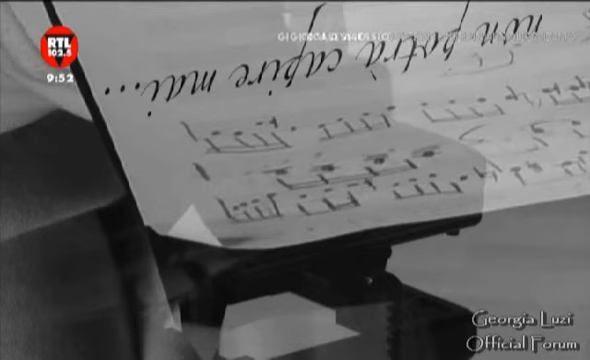 RTL
102.5
9:52
non potrà capire mai...
Georgia Luzi
Official Forum